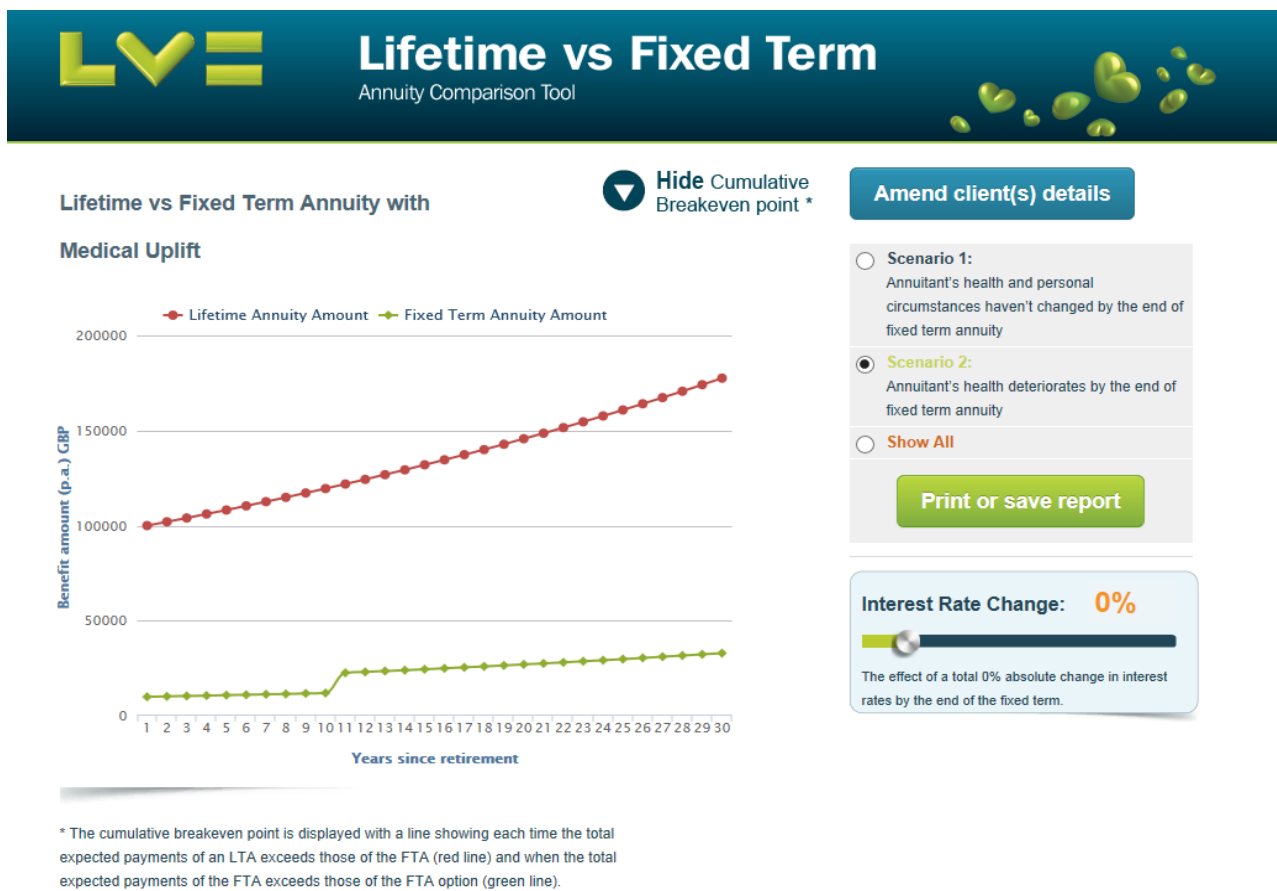 LV=
Lifetime vs Fixed Term
Annuity Comparison Tool
Lifetime vs Fixed Term Annuity with
Medical Uplift
Hide Cumulative
Breakeven point *
Amend client(s) details
Scenario 1:
Annuitant's health and personal
circumstances haven't changed by the end of
fixed term annuity
Scenario 2:
Annuitant's health deteriorates by the end of
fixed term annuity
Show All
Print or save report
Interest Rate Change: 0%
The effect of a total 0% absolute change in interest
rates by the end of the fixed term.
Lifetime Annuity Amount Fixed Term Annuity Amount
200000
150000
100000
50000
0
Benefit amount (p.a.) GBP
1 2 3 4 5 6 7 8 9 10 11 12 13 14 15 16 17 18 19 20 21 22 23 24 25 26 27 28 29 30
Years since retirement
* The cumulative breakeven point is displayed with a line showing each time the total
expected payments of an LTA exceeds those of the FTA (red line) and when the total
expected payments of the FTA exceeds those of the FTA option (green line).